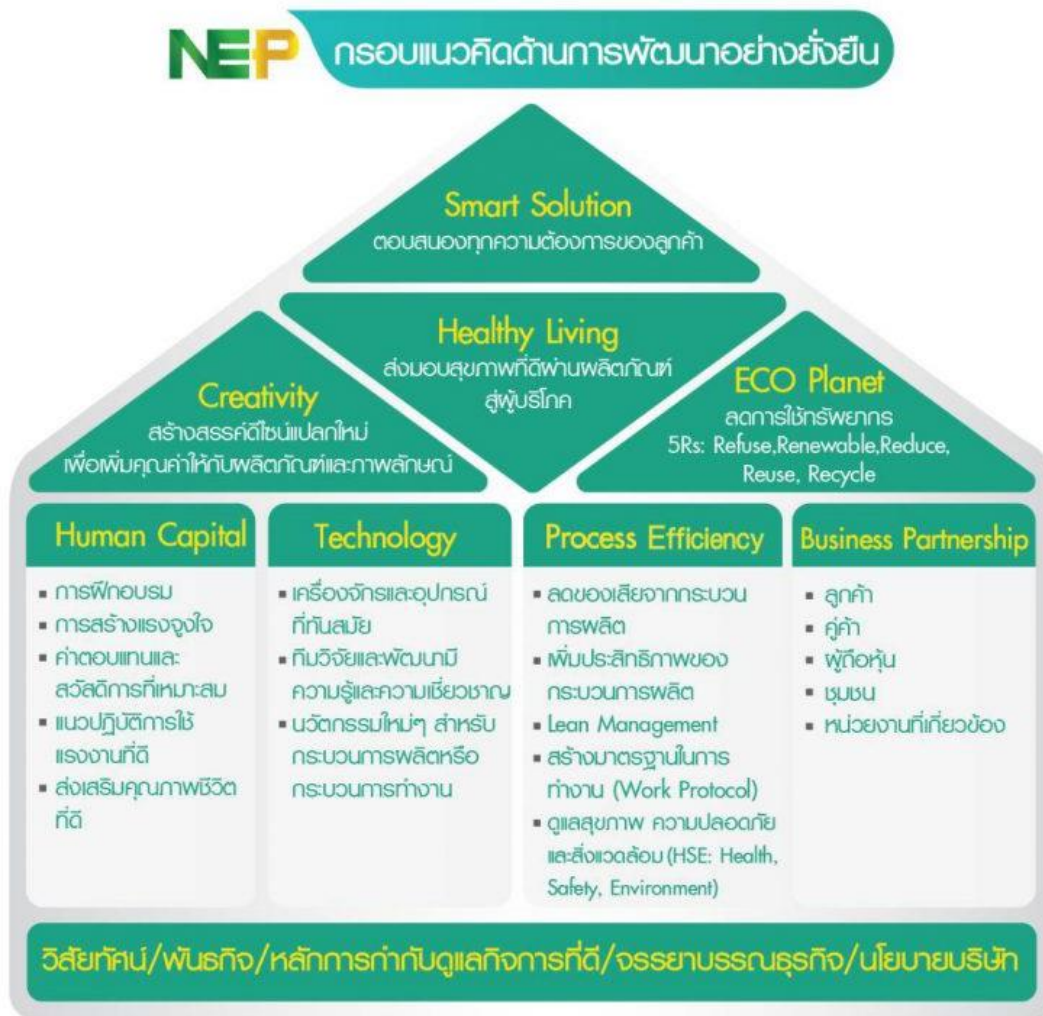 NEP กรอบแนวคิดด้านการพัฒนาอย่างยั่งยืน
Smart Solution
ตอบสนองทุกความต้องการของลูกค้า
Healthy Living
ส่งมอบสุขภาพที่ดีผ่านผลิตภัณฑ์
สู่ผู้บริโภค
Creativity
สร้างสรรค์ดีไซน์แปลกใหม่
เพื่อเพิ่มคุณค่าให้กับผลิตภัณฑ์และภาพลักษณ์
ECO Planet
ลดการใช้ทรัพยากร
5Rs: Refuse,Renewable,Reduce,
Reuse, Recycle
Human Capital
▪ การฝึกอบรม
▪ การสร้างแรงจูงใจ
▪ ค่าตอบแทนและ
สวัสดิการที่เหมาะสม
▪ แนวปฏิบัติการใช้
แรงงานที่ดี
▪ ส่งเสริมคุณภาพชีวิต
ที่ดี
Technology
▪ เครื่องจักรและอุปกรณ์
ที่ทันสมัย
▪ ทีมวิจัยและพัฒนามี
ความรู้และความเชี่ยวชาญ
▪ นวัตกรรมใหม่ๆ สำหรับ
กระบวนการผลิตหรือ
กระบวนการทำงาน
Process Efficiency
▪ ลดของเสียจากกระบวน
การผลิต
▪ เพิ่มประสิทธิภาพของ
กระบวนการผลิต
▪ Lean Management
▪ สร้างมาตรฐานในการ
ทำงาน (Work Protocol)
▪ ดูแลสุขภาพ ความปลอดภัย
และสิ่งแวดล้อม (HSE: Health,
Safety, Environment)
Business Partnership
▪ ลูกค้า
▪ คู่ค้า
▪ ผู้ถือหุ้น
▪ ชุมชน
▪ หน่วยงานที่เกี่ยวข้อง
วิสัยทัศน์/พันธกิจ/หลักการกำกับดูแลกิจการที่ดี/จรรยาบรรณธุรกิจ/นโยบายบริษัท